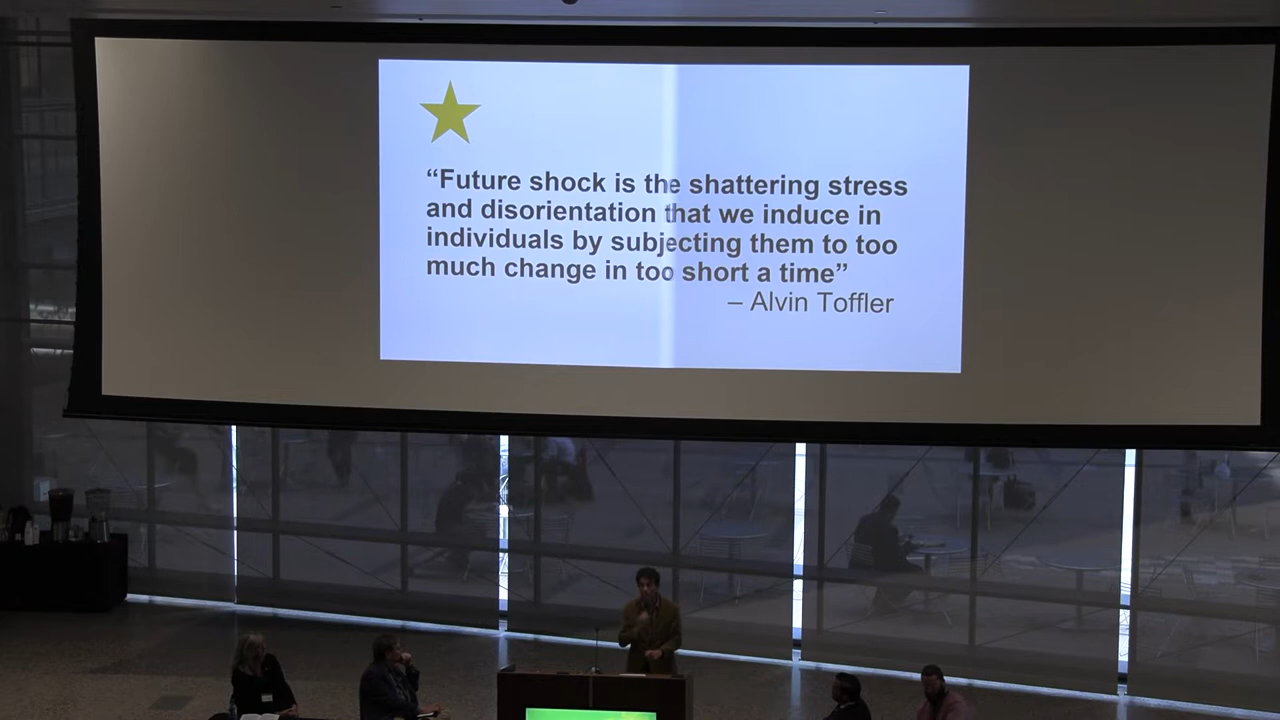 “Future shock is the shattering stress
and disorientation that we induce in
individuals by subjecting them to too
much change in too short a time”
– Alvin Toffler